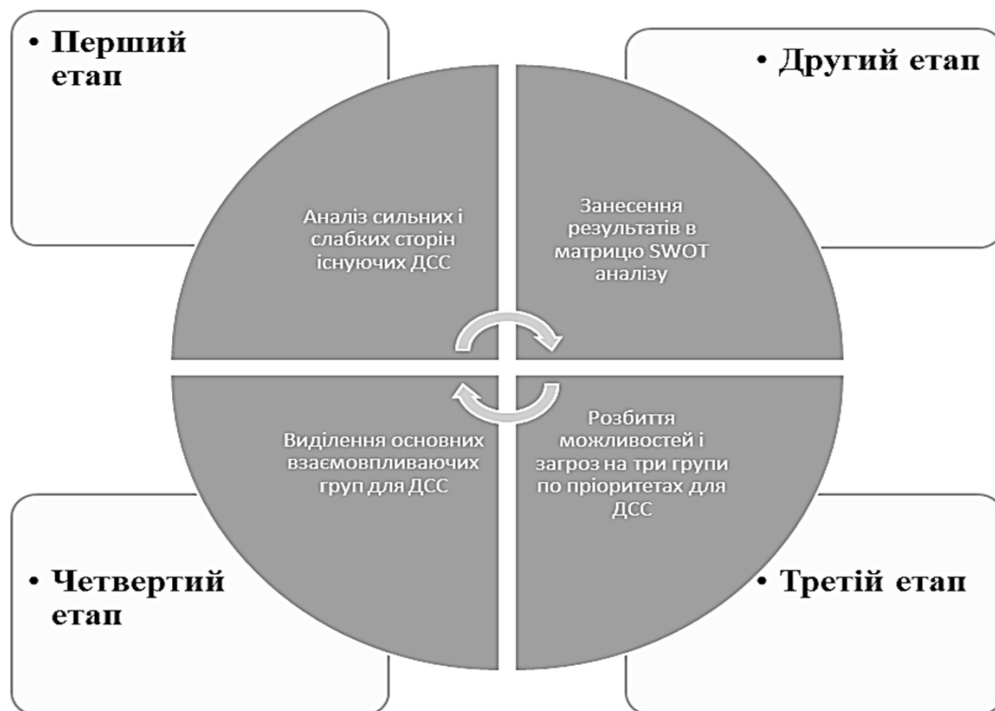 • Перший
етап
• Другий етап
Аналіз сильних і
слабких сторін
існуючих ДСС
Занесення
результатів в
матрицю SWOT
аналізу
Виділення основних
взаємовпливаючих
груп для ДСС
Розбиття
можливостей і
загроз на три групи
по пріоритетах для
ДСС
• Четвертий
етап
• Третій етап